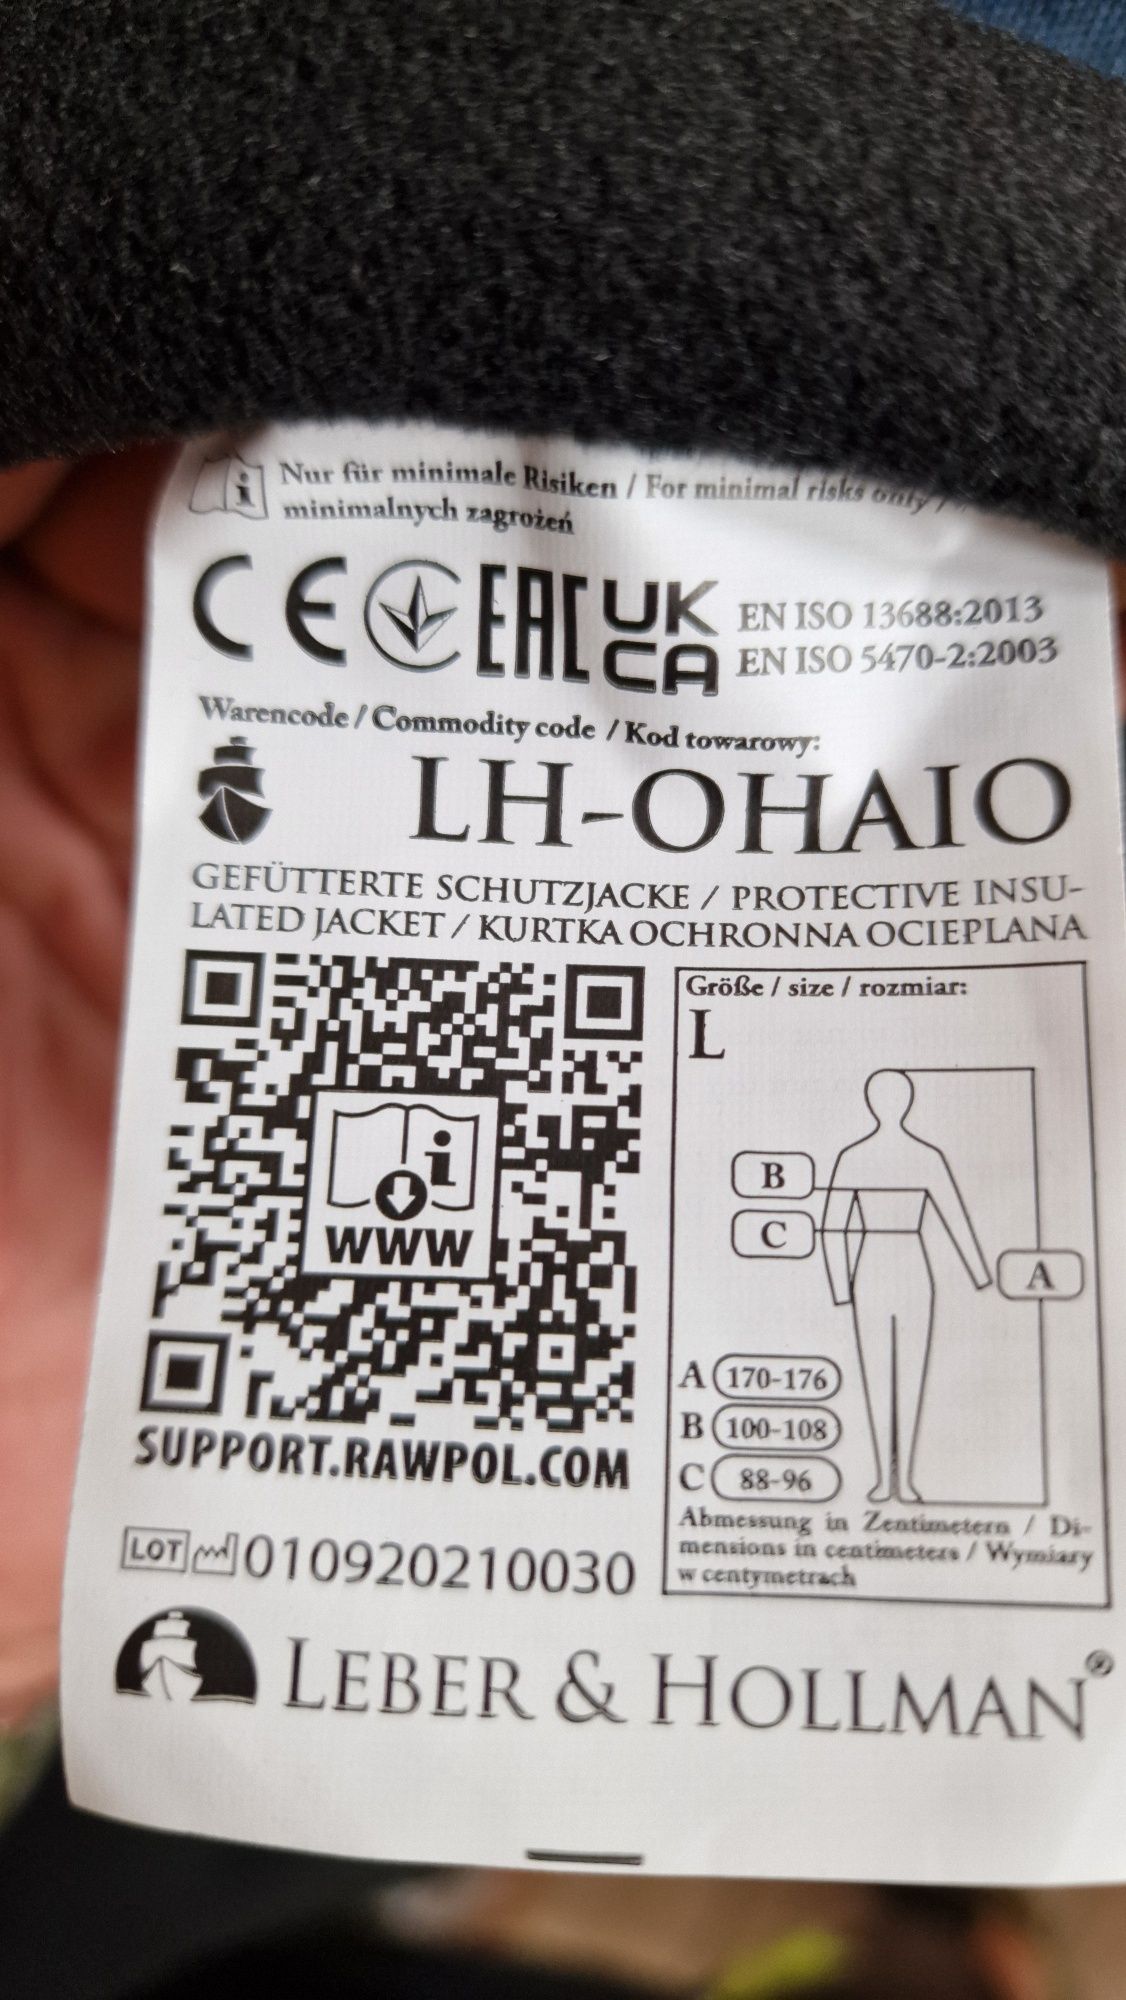 Nur für minimale Risiken / For minimal risks only /
minimalnych zagrożeń
CE EAC UK CA
EN ISO 13688:2013
EN ISO 5470-2:2003
Warencode / Commodity code / Kod towarowy:
LH-OHAIO
GEFÜTTERTE SCHUTZJACKE / PROTECTIVE INSU-
LATED JACKET / KURTKA OCHRONNA OCIEPLANA
i
WWW
SUPPORT.RAWPOL.COM
LOT 010920210030
Größe / size / rozmiar:
L
B
C
A
A 170-176
B 100-108
C 88-96
Abmessung in Zentimetern / Di-
mensions in centimeters / Wymiary
w centymetrach
LEBER & HOLLMAN®